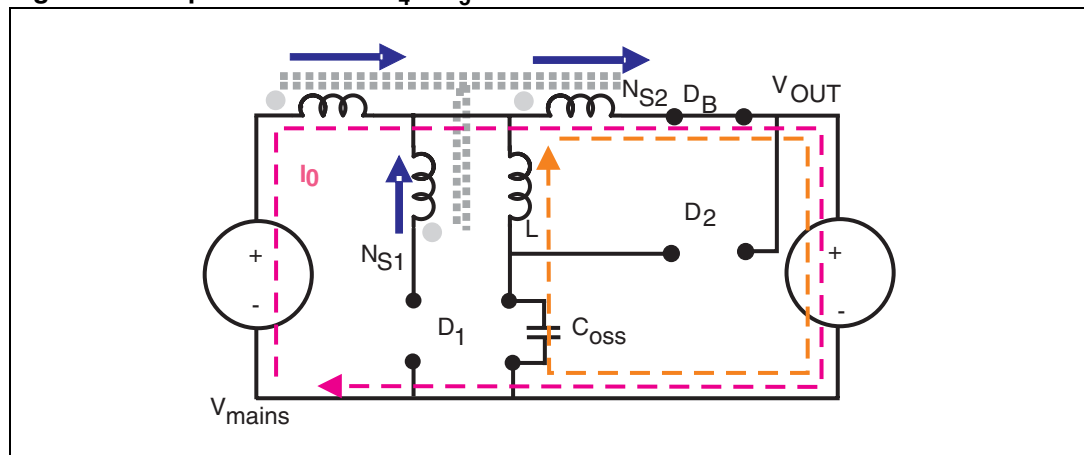 N_S2
D_B
V_OUT
I_0
L
D_2
N_S1
+
-
D_1
C_oss
+
-
V_mains